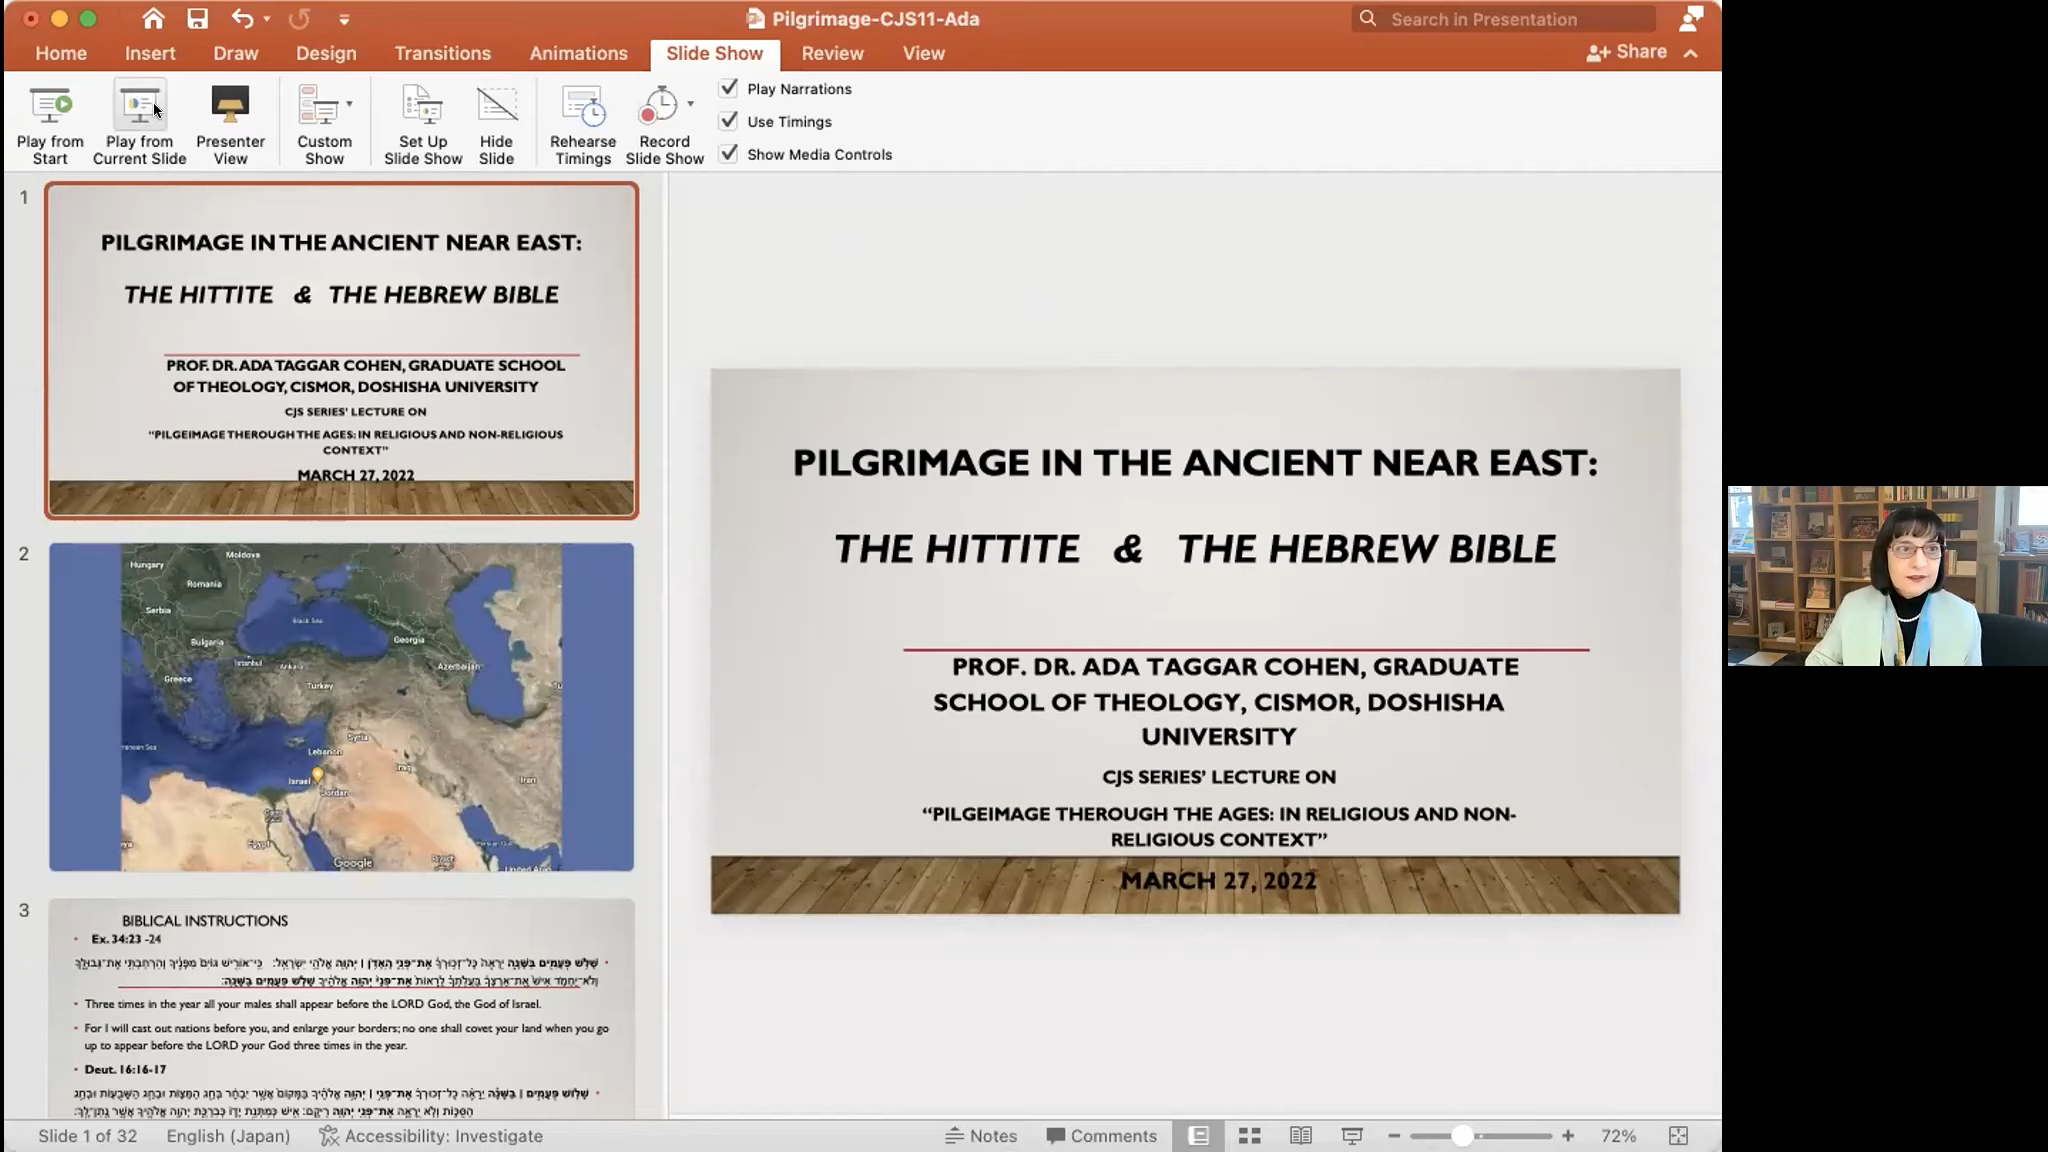 Pilgrimage-CJS11-Ada
Search in Presentation
Home Insert Draw Design Transitions Animations Slide Show Review View
Share
Play from Start
Play from Current Slide
Presenter View
Custom Show
Set Up Slide Show
Hide Slide
Rehearse Timings
Record Slide Show
Play Narrations
Use Timings
Show Media Controls
1
PILGRIMAGE IN THE ANCIENT NEAR EAST:
THE HITTITE & THE HEBREW BIBLE
PROF. DR. ADA TAGGAR COHEN, GRADUATE SCHOOL
OF THEOLOGY, CISMOR, DOSHISHA UNIVERSITY
CJS SERIES' LECTURE ON
“PILGEIMAGE THEROUGH THE AGES: IN RELIGIOUS AND NON-RELIGIOUS
CONTEXT”
MARCH 27, 2022
2
Moldova
Hungary
Romania
Serbia
Black Sea
Bulgaria
Georgia
Istanbul
Ankara
Azerbaijan
Greece
Turkey
Syria
Lebanon
Iraq
Israel
Iran
Jordan
Egypt
Google
3
BIBLICAL INSTRUCTIONS
• Ex. 34:23 -24
• Three times in the year all your males shall appear before the LORD God, the God of Israel.
• For I will cast out nations before you, and enlarge your borders; no one shall covet your land when you go
up to appear before the LORD your God three times in the year.
• Deut. 16:16-17
PILGRIMAGE IN THE ANCIENT NEAR EAST:
THE HITTITE & THE HEBREW BIBLE
PROF. DR. ADA TAGGAR COHEN, GRADUATE
SCHOOL OF THEOLOGY, CISMOR, DOSHISHA
UNIVERSITY
CJS SERIES’ LECTURE ON
“PILGEIMAGE THEROUGH THE AGES: IN RELIGIOUS AND NON-
RELIGIOUS CONTEXT”
MARCH 27, 2022
Slide 1 of 32 English (Japan) Accessibility: Investigate Notes Comments 72%